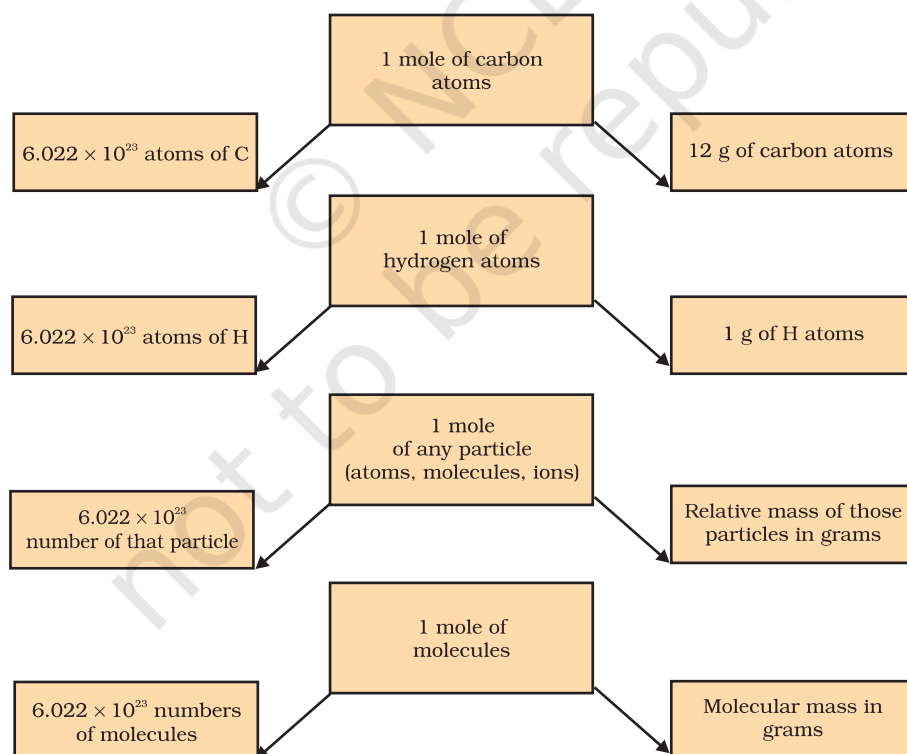 1 mole of carbon
atoms
6.022 × 10²³ atoms of C
12 g of carbon atoms
1 mole of
hydrogen atoms
6.022 × 10²³ atoms of H
1 g of H atoms
1 mole
of any particle
(atoms, molecules, ions)
6.022 × 10²³
number of that particle
Relative mass of those
particles in grams
1 mole of
molecules
6.022 × 10²³ numbers
of molecules
Molecular mass in
grams
not to be